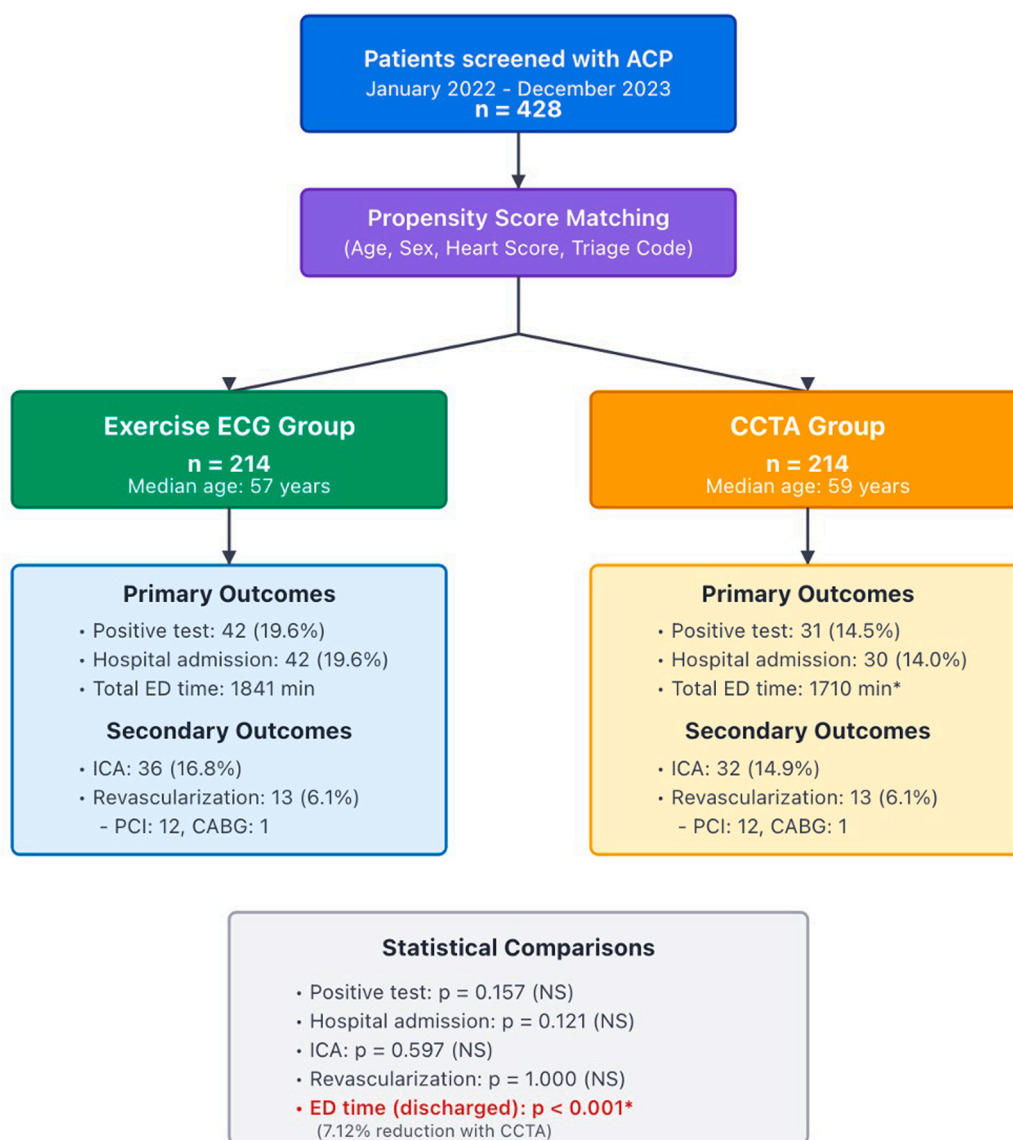 Patients screened with ACP
January 2022 - December 2023
n = 428
Propensity Score Matching
(Age, Sex, Heart Score, Triage Code)
Exercise ECG Group
n = 214
Median age: 57 years
CCTA Group
n = 214
Median age: 59 years
Primary Outcomes
• Positive test: 42 (19.6%)
• Hospital admission: 42 (19.6%)
• Total ED time: 1841 min
Secondary Outcomes
• ICA: 36 (16.8%)
• Revascularization: 13 (6.1%)
- PCI: 12, CABG: 1
Primary Outcomes
• Positive test: 31 (14.5%)
• Hospital admission: 30 (14.0%)
• Total ED time: 1710 min*
Secondary Outcomes
• ICA: 32 (14.9%)
• Revascularization: 13 (6.1%)
- PCI: 12, CABG: 1
Statistical Comparisons
• Positive test: p = 0.157 (NS)
• Hospital admission: p = 0.121 (NS)
• ICA: p = 0.597 (NS)
• Revascularization: p = 1.000 (NS)
• ED time (discharged): p < 0.001*
(7.12% reduction with CCTA)